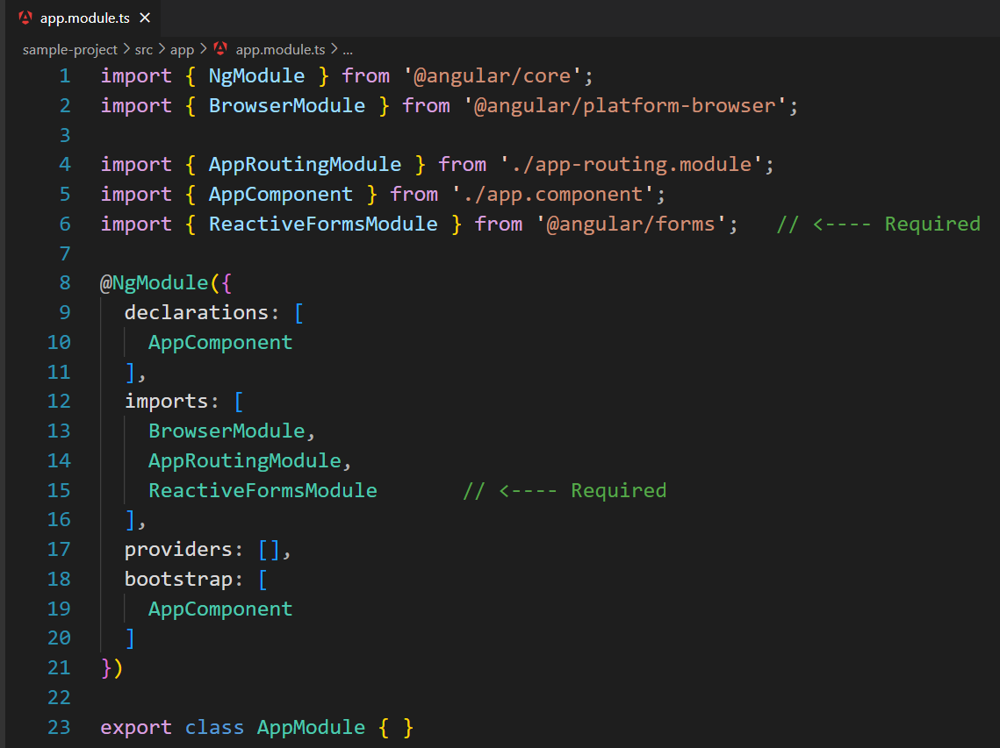 app.module.ts ×
sample-project > src > app > app.module.ts > ...
1 import { NgModule } from '@angular/core';
2 import { BrowserModule } from '@angular/platform-browser';
3
4 import { AppRoutingModule } from './app-routing.module';
5 import { AppComponent } from './app.component';
6 import { ReactiveFormsModule } from '@angular/forms';   // <---- Required
7
8 @NgModule({
9   declarations: [
10     AppComponent
11   ],
12   imports: [
13     BrowserModule,
14     AppRoutingModule,
15     ReactiveFormsModule       // <---- Required
16   ],
17   providers: [],
18   bootstrap: [
19     AppComponent
20   ]
21 })
22
23 export class AppModule { }